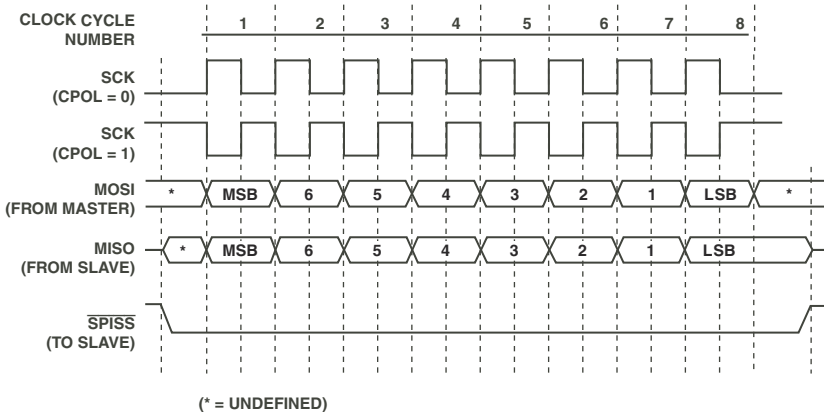 CLOCK CYCLE
NUMBER
1 2 3 4 5 6 7 8
SCK
(CPOL = 0)
SCK
(CPOL = 1)
MOSI
(FROM MASTER)
* MSB 6 5 4 3 2 1 LSB *
MISO
(FROM SLAVE)
* MSB 6 5 4 3 2 1 LSB
SPISS
(TO SLAVE)
(* = UNDEFINED)